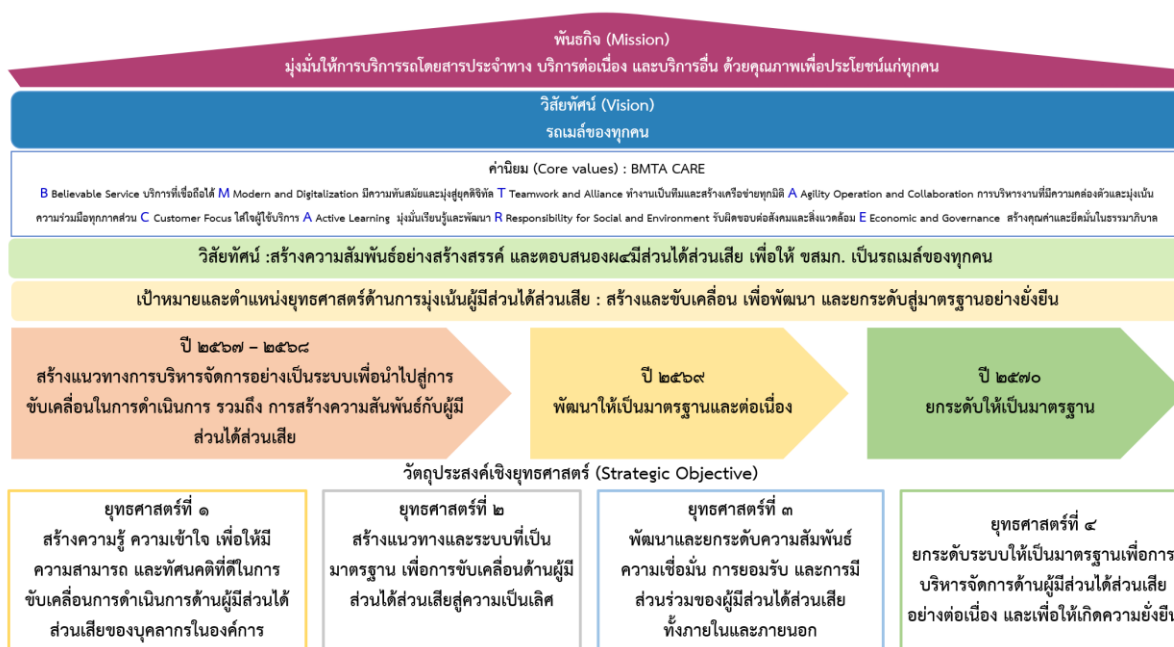 พันธกิจ (Mission)
มุ่งมั่นให้การบริการรถโดยสารประจำทาง บริการต่อเนื่อง และบริการอื่น ด้วยคุณภาพเพื่อประโยชน์แก่ทุกคน
วิสัยทัศน์ (Vision)
รถเมล์ของทุกคน
ค่านิยม (Core values) : BMTA CARE
B Believable Service บริการที่เชื่อถือได้ M Modern and Digitalization มีความทันสมัยและมุ่งสู่ยุคดิจิทัล T Teamwork and Alliance ทำงานเป็นทีมและสร้างเครือข่ายทุกมิติ A Agility Operation and Collaboration การบริหารงานที่มีความคล่องตัวและมุ่งเน้น
ความร่วมมือทุกภาคส่วน C Customer Focus ใส่ใจผู้ใช้บริการ A Active Learning มุ่งมั่นเรียนรู้และพัฒนา R Responsibility for Social and Environment รับผิดชอบต่อสังคมและสิ่งแวดล้อม E Economic and Governance สร้างคุณค่าและยึดมั่นในธรรมาภิบาล
วิสัยทัศน์ :สร้างความสัมพันธ์อย่างสร้างสรรค์ และตอบสนองผ๔มีส่วนได้ส่วนเสีย เพื่อให้ ขสมก. เป็นรถเมล์ของทุกคน
เป้าหมายและตำแหน่งยุทธศาสตร์ด้านการมุ่งเน้นผู้มีส่วนได้ส่วนเสีย : สร้างและขับเคลื่อน เพื่อพัฒนา และยกระดับสู่มาตรฐานอย่างยั่งยืน
ปี ๒๕๖๗ – ๒๕๖๘
สร้างแนวทางการบริหารจัดการอย่างเป็นระบบเพื่อนำไปสู่การ
ขับเคลื่อนในการดำเนินการ รวมถึง การสร้างความสันพันธ์กับผู้มี
ส่วนได้ส่วนเสีย
ปี ๒๕๖๙
พัฒนาให้เป็นมาตรฐานและต่อเนื่อง
ปี ๒๕๗๐
ยกระดับให้เป็นมาตรฐาน
วัตถุประสงค์เชิงยุทธศาสตร์ (Strategic Objective)
ยุทธศาสตร์ที่ ๑
สร้างความรู้ ความเข้าใจ เพื่อให้มี
ความสามารถ และทัศนคติที่ดีในการ
ขับเคลื่อนการดำเนินการด้านผู้มีส่วนได้
ส่วนเสียของบุคลากรในองค์การ
ยุทธศาสตร์ที่ ๒
สร้างแนวทางและระบบที่เป็น
มาตรฐาน เพื่อการขับเคลื่อนด้านผู้มี
ส่วนได้ส่วนเสียสู่ความเป็นเลิศ
ยุทธศาสตร์ที่ ๓
พัฒนาและยกระดับความสัมพันธ์
ความเชื่อมั่น การยอมรับ และการมี
ส่วนร่วมของผู้มีส่วนได้ส่วนเสีย
ทั้งภายในและภายนอก
ยุทธศาสตร์ที่ ๔
ยกระดับระบบให้เป็นมาตรฐานเพื่อการ
บริหารจัดการด้านผู้มีส่วนได้ส่วนเสีย
อย่างต่อเนื่อง และเพื่อให้เกิดความยั่งยืน